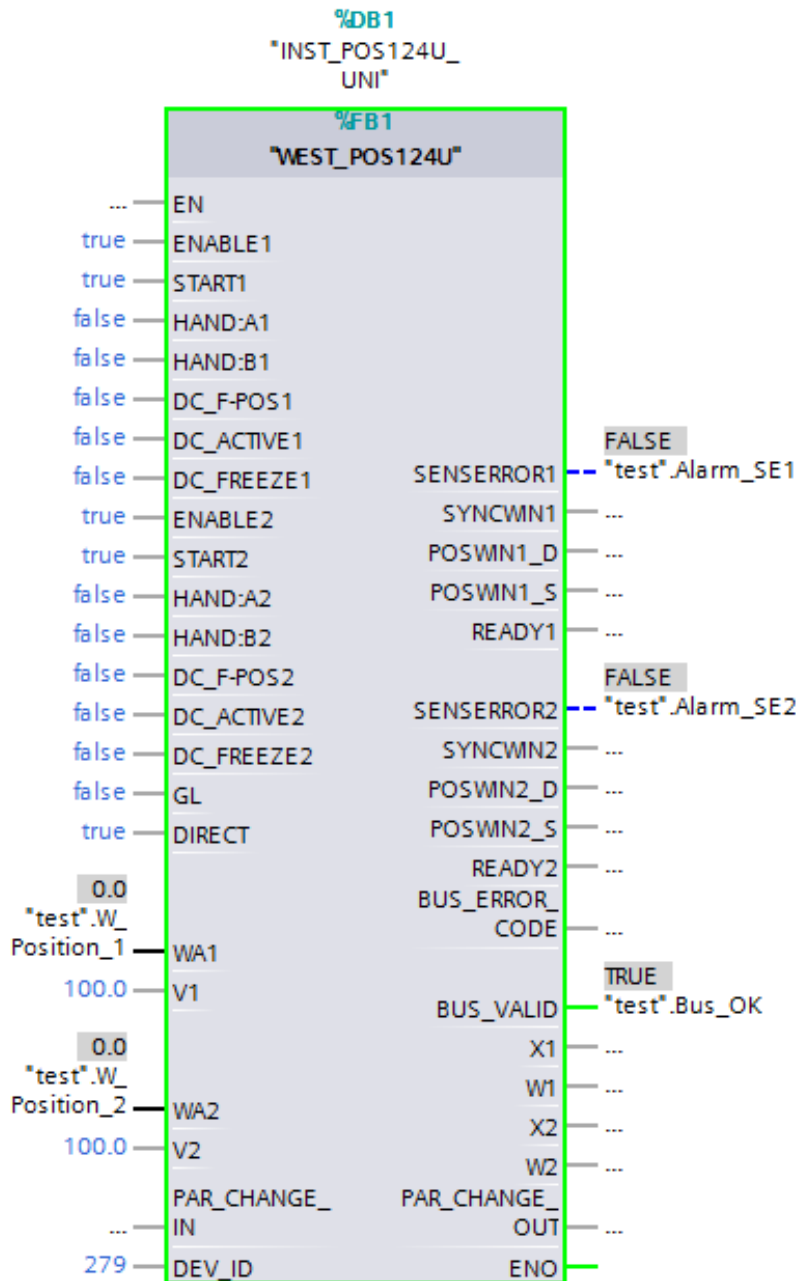 %DB1
"INST_POS124U_
UNI"
%FB1
"WEST_POS124U"
... EN
true ENABLE1
true START1
false HAND:A1
false HAND:B1
false DC_F-POS1
false DC_ACTIVE1
FALSE
false DC_FREEZE1 SENSERROR1 "test".Alarm_SE1
true ENABLE2 SYNCWIN1 ...
true START2 POSWIN1_D ...
false HAND:A2 POSWIN1_S ...
false HAND:B2 READY1 ...
false DC_F-POS2 FALSE
false DC_ACTIVE2 SENSERROR2 "test".Alarm_SE2
false DC_FREEZE2 SYNCWIN2 ...
false GL POSWIN2_D ...
true DIRECT POSWIN2_S ...
READY2 ...
0.0 BUS_ERROR_
"test".W_ CODE ...
Position_1 WA1
TRUE
100.0 V1 BUS_VALID "test".Bus_OK
0.0 X1 ...
"test".W_ W1 ...
Position_2 WA2 X2 ...
100.0 V2 W2 ...
PAR_CHANGE_ PAR_CHANGE_
... IN OUT ...
279 DEV_ID ENO